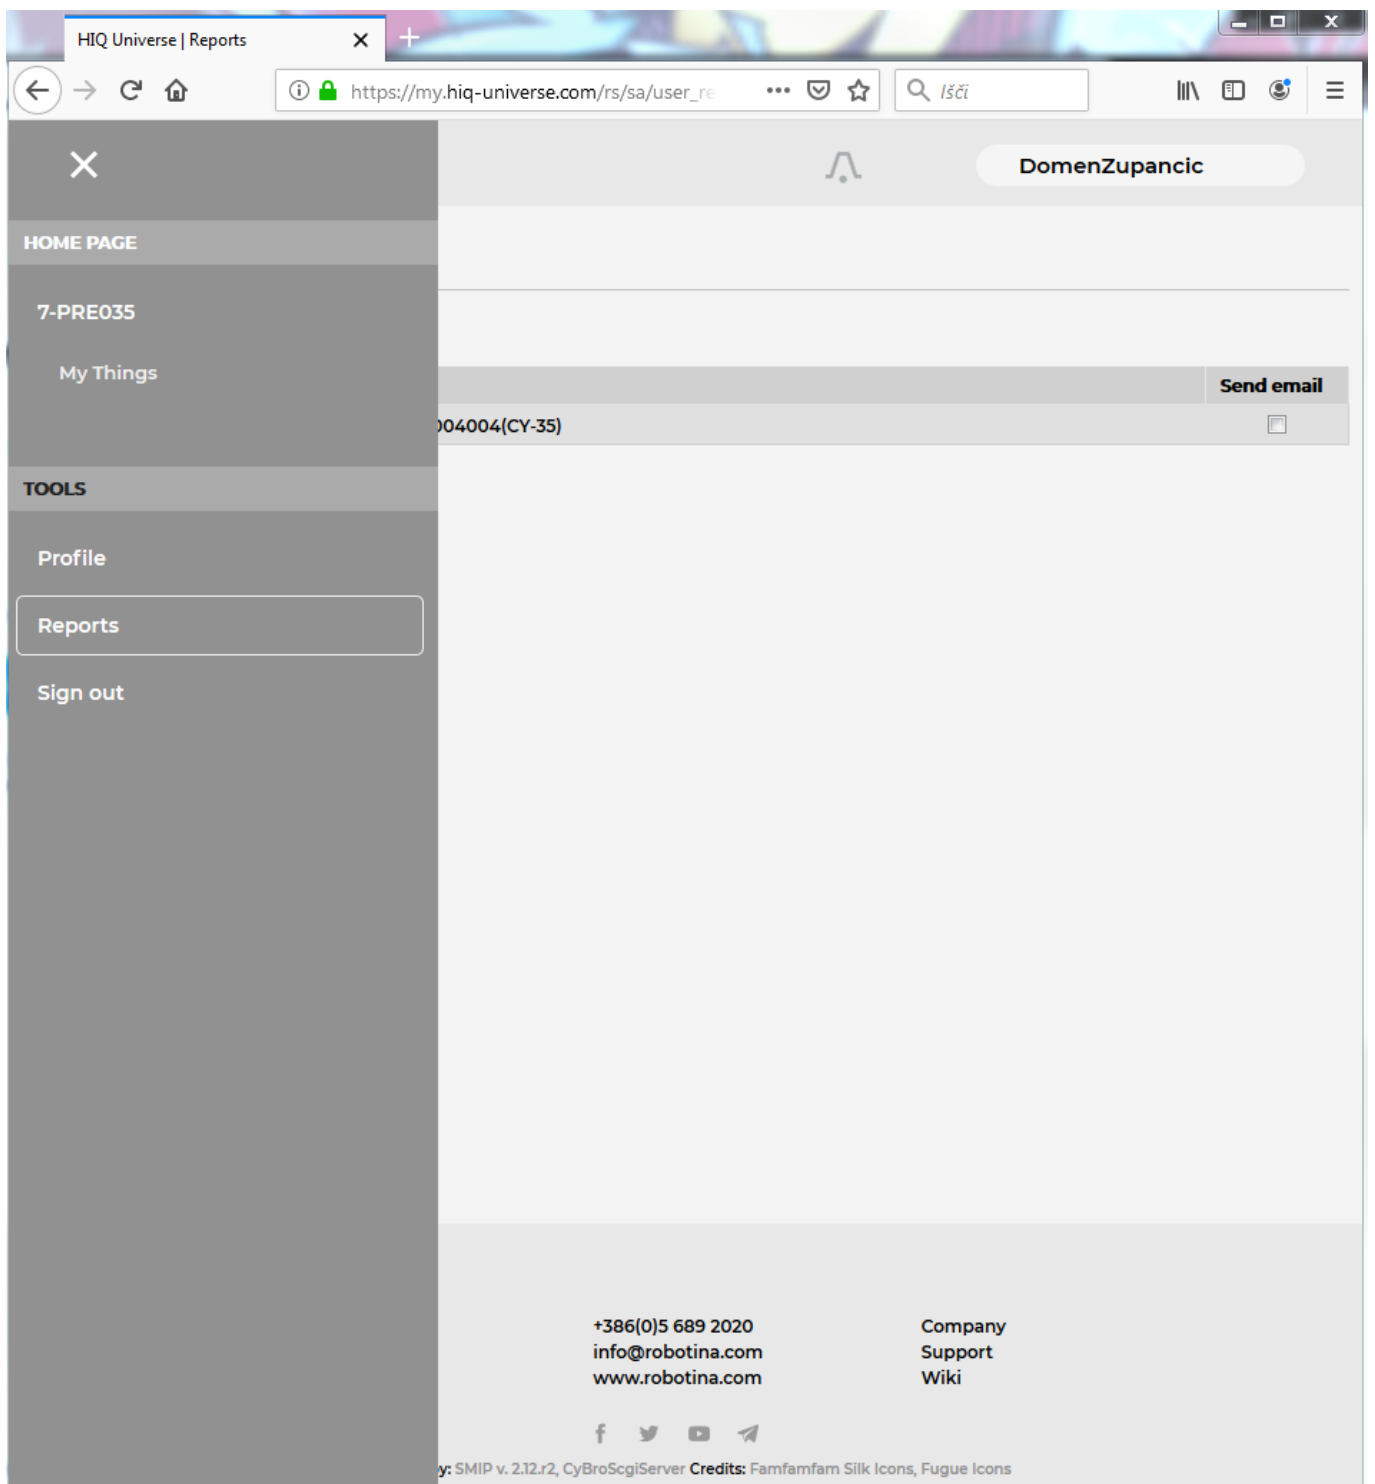 HIQ Universe | Reports
https://my.hiq-universe.com/rs/sa/user_re
Išči
DomenZupancic
HOME PAGE
7-PRE035
My Things
Send email
004004(CY-35)
TOOLS
Profile
Reports
Sign out
+386(0)5 689 2020
info@robotina.com
www.robotina.com
Company
Support
Wiki
y: SMIP v. 2.12.r2, CyBroScgiServer Credits: Famfamfam Silk Icons, Fugue Icons